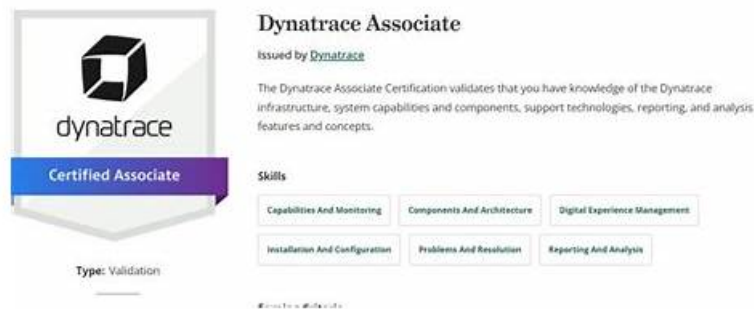 dynatrace
Certified Associate
Type: Validation
Dynatrace Associate
Issued by Dynatrace
The Dynatrace Associate Certification validates that you have knowledge of the Dynatrace
infrastructure, system capabilities and components, support technologies, reporting, and analysis
features and concepts.
Skills
Capabilities And Monitoring
Components And Architecture
Digital Experience Management
Installation And Configuration
Problems And Resolution
Reporting And Analysis